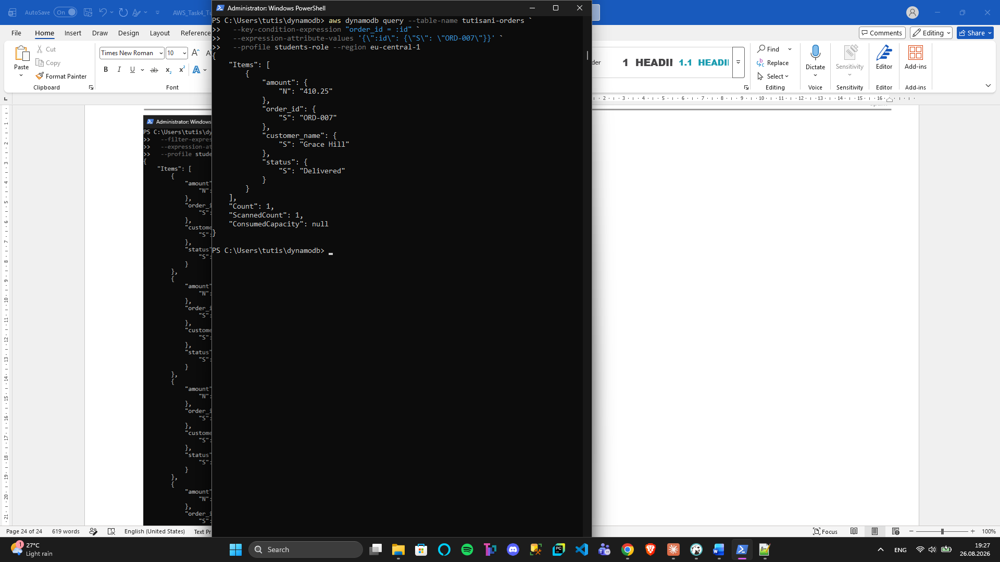 AutoSave On AWS_Task4_Tu
File Home Insert Draw Design Layout Reference
Comments Editing Share
Paste
Cut
Copy
Format Painter
Clipboard
Times New Roman 10
Font
1 HEADII 1.1 HEADI
Find
Replace
Select
Editing
Dictate
Voice
Sensitivity
Sensitivity
Editor
Editor
Add-ins
Add-ins
Administrator: Windows PowerShell
PS C:\Users\tutis\dynamodb> aws dynamodb query --table-name tutisani-orders `
>> --key-condition-expression "order_id = :id" `
>> --expression-attribute-values '{\":id\": {\"S\": \"ORD-007\"}}' `
>> --profile students-role --region eu-central-1
{
"Items": [
{
"amount": {
"N": "410.25"
},
"order_id": {
"S": "ORD-007"
},
"customer_name": {
"S": "Grace Hill"
},
"status": {
"S": "Delivered"
}
}
],
"Count": 1,
"ScannedCount": 1,
"ConsumedCapacity": null
}
PS C:\Users\tutis\dynamodb>
Administrator: Windows
PS C:\Users\tutis\dy
>> --filter-expres
>> --expression-at
>> --profile stude
{
"Items": [
{
"amount"
"N":
},
"order_i
"S":
},
"custome
"S":
},
"status"
"S":
}
},
{
"amount"
"N":
},
"order_i
"S":
},
"custome
"S":
},
"status"
"S":
}
},
{
"amount"
"N":
},
"order_i
"S":
},
"custome
"S":
},
"status"
"S":
}
},
{
"amount"
"N":
},
"order_i
"S":
Page 24 of 24 619 words English (United States) Text Pr
Focus 100%
27°C
Light rain
Search
ENG
19:27
26.08.2026